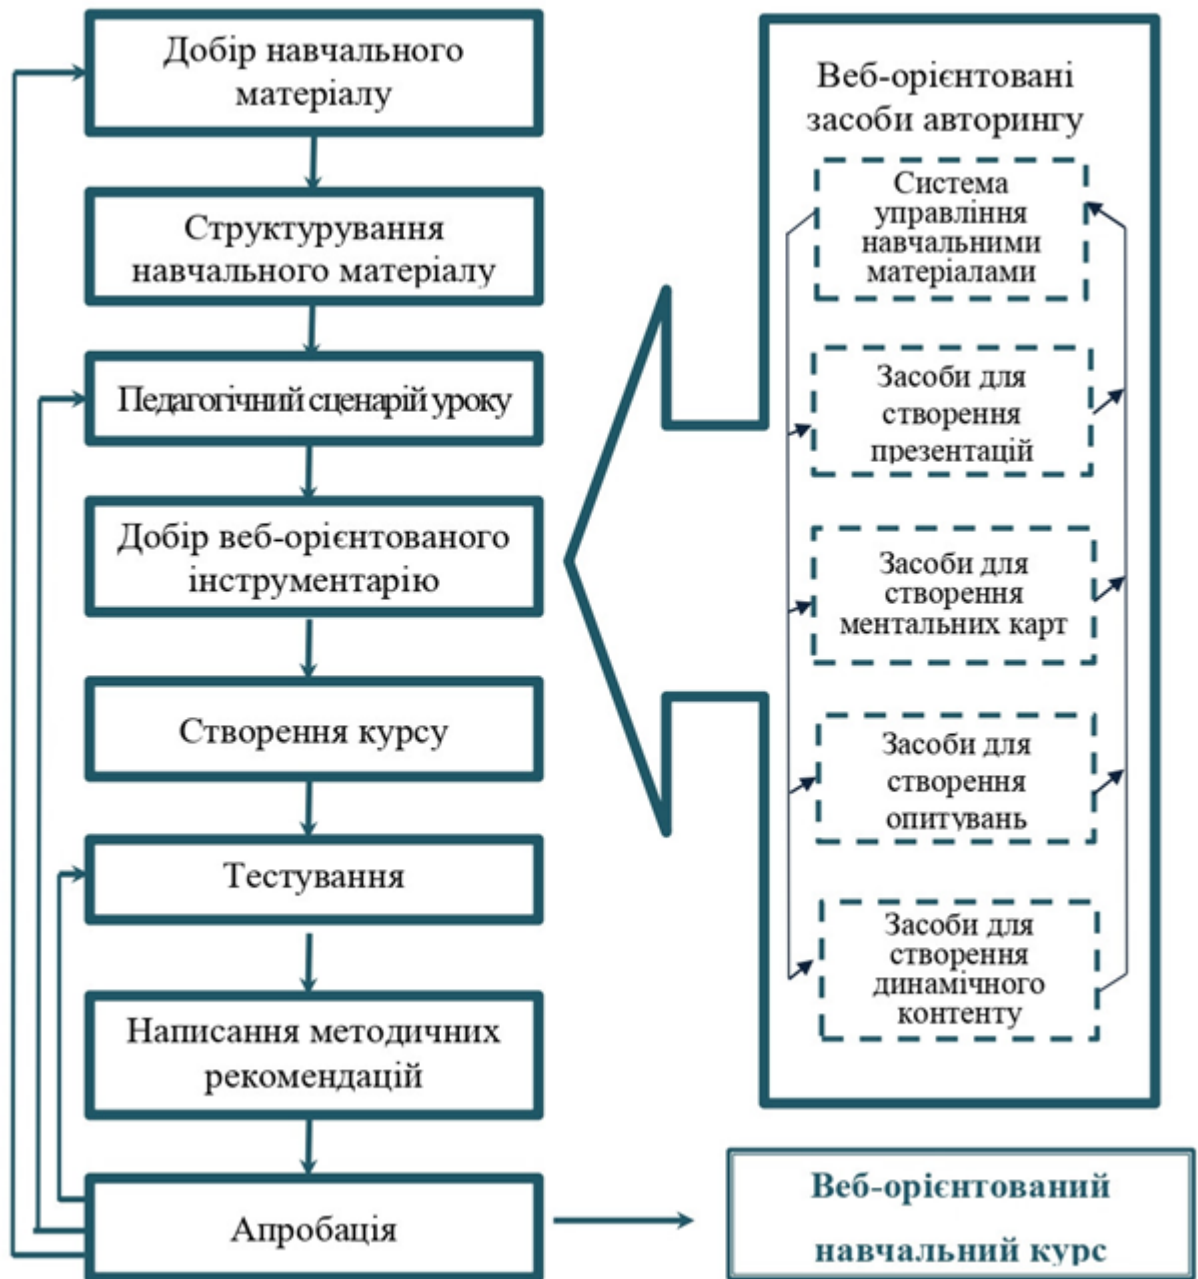 Добір навчального
матеріалу
Структурування
навчального матеріалу
Педагогічний сценарій уроку
Добір веб-орієнтованого
інструментарію
Створення курсу
Тестування
Написання методичних
рекомендацій
Апробація
Веб-орієнтовані
засоби авторингу
Система
управління
навчальними
матеріалами
Засоби для
створення
презентацій
Засоби для
створення
ментальних карт
Засоби для
створення
опитувань
Засоби для
створення
динамічного
контенту
Веб-орієнтований
навчальний курс